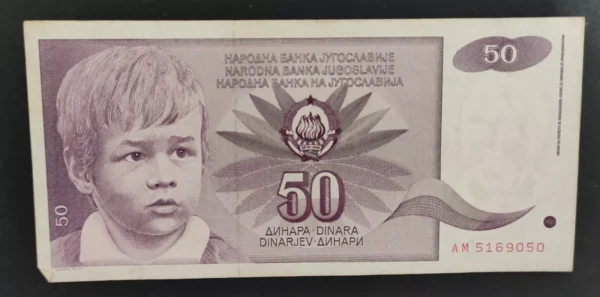 НАРОДНА БАНКА ЈУГОСЛАВИЈЕ
NARODNA BANKA JUGOSLAVIJE
НАРОДНА БАНКА НА ЈУГОСЛАВИЈА
50
50
ДИНАРА · DINARA
DINARJEV · ДИНАРИ
50
AM 5169050